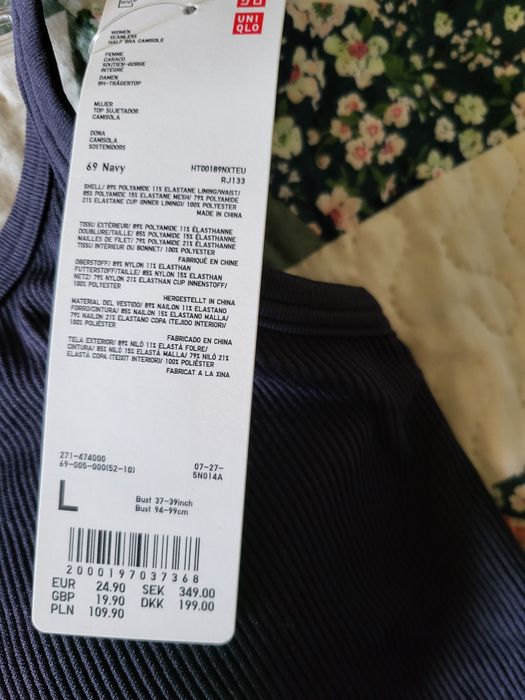 UNI
QLO
WOMEN
SEAMLESS
HALF BRA CAMISOLE
FEMME
CARACO
SOUTIEN-GORGE
INTÉGRÉ
DAMEN
BH-TRÄGERTOP
MUJER
TOP SUJETADOR
CAMISOLA
DONA
CAMISOLA
SOSTENIDORS
69 Navy
HT00189NXTEU
RJ133
SHELL/ 89% POLYAMIDE 11% ELASTANE LINING/WAIST/
85% POLYAMIDE 15% ELASTANE MESH/ 79% POLYAMIDE
21% ELASTANE CUP (INNER LINING)/ 100% POLYESTER
MADE IN CHINA
TISSU EXTÉRIEUR/ 89% POLYAMIDE 11% ÉLASTHANNE
DOUBLURE/TAILLE/ 85% POLYAMIDE 15% ÉLASTHANNE
MAILLES DE FILET/ 79% POLYAMIDE 21% ÉLASTHANNE
TISSU INTÉRIEUR DU BONNET/ 100% POLYESTER
FABRIQUÉ EN CHINE
OBERSTOFF/ 89% NYLON 11% ELASTHAN
FUTTERSTOFF/TAILLE/ 85% NYLON 15% ELASTHAN
NETZ/ 79% NYLON 21% ELASTHAN CUP INNENSTOFF/
100% POLYESTER
HERGESTELLT IN CHINA
MATERIAL DEL VESTIDO/ 89% NAILON 11% ELASTANO
FORRO/CINTURA/ 85% NAILON 15% ELASTANO MALLA/
79% NAILON 21% ELASTANO COPA (TEJIDO INTERIOR)/
100% POLIÉSTER
FABRICADO EN CHINA
TELA EXTERIOR/ 89% NILÓ 11% ELASTÀ FOLRE/
CINTURA/ 85% NILÓ 15% ELASTÀ MALLA/ 79% NILÓ 21%
ELASTÀ COPA (TEIXIT INTERIOR)/ 100% POLIÈSTER
FABRICAT A LA XINA
271-474000
69-005-000(52-10)
07-27-
5N014A
L
Bust 37-39inch
Bust 94-99cm
2000197037368
EUR 24.90 SEK 349.00
GBP 19.90 DKK 199.00
PLN 109.90